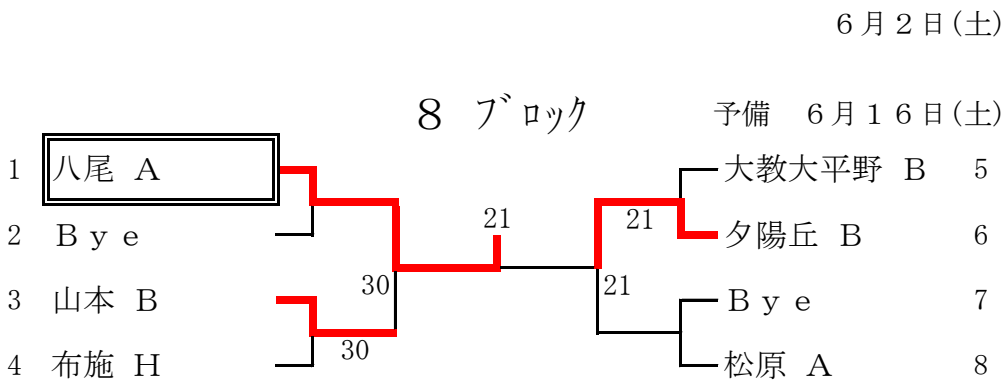 ６月２日(土)
８ ブロック
予備 ６月１６日(土)
1 八尾 A
2 Ｂｙｅ
3 山本 B
4 布施 H
30
30
21
21
21
大教大平野 B 5
夕陽丘 B 6
Ｂｙｅ 7
松原 A 8